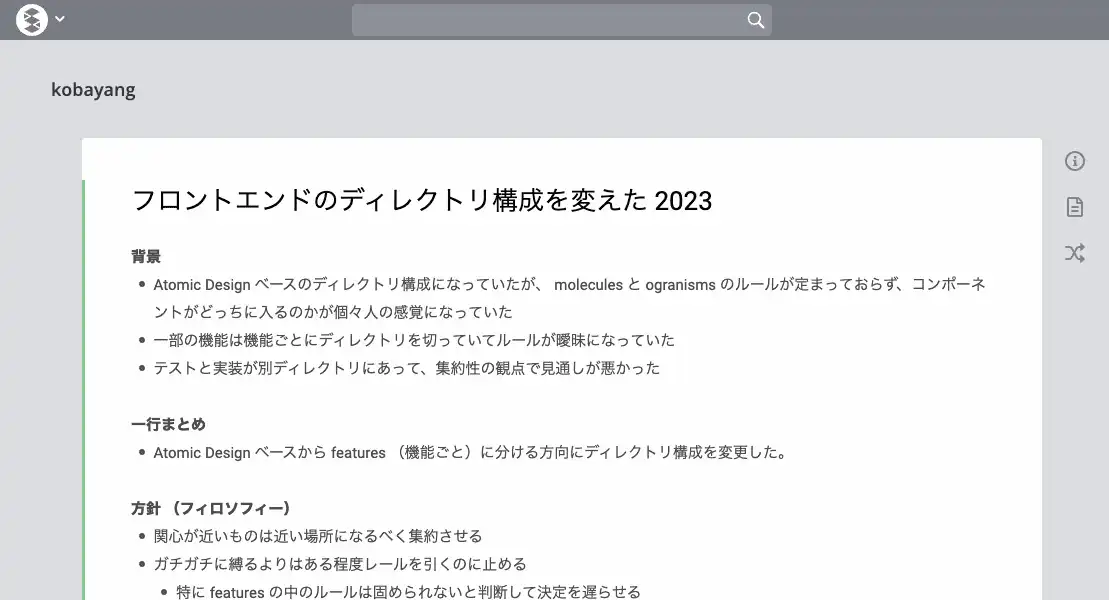 kobayang
フロントエンドのディレクトリ構成を変えた 2023
背景
Atomic Design ベースのディレクトリ構成になっていたが、 molecules と ogranisms のルールが定まっておらず、コンポーネ
ントがどっちに入るのかが個々人の感覚になっていた
一部の機能は機能ごとにディレクトリを切っていてルールが曖昧になっていた
テストと実装が別ディレクトリにあって、集約性の観点で見通しが悪かった
一行まとめ
Atomic Design ベースから features （機能ごと）に分ける方向にディレクトリ構成を変更した。
方針 （フィロソフィー）
関心が近いものは近い場所になるべく集約させる
ガチガチに縛るよりはある程度レールを引くのに止める
特に features の中のルールは固められないと判断して決定を遅らせる